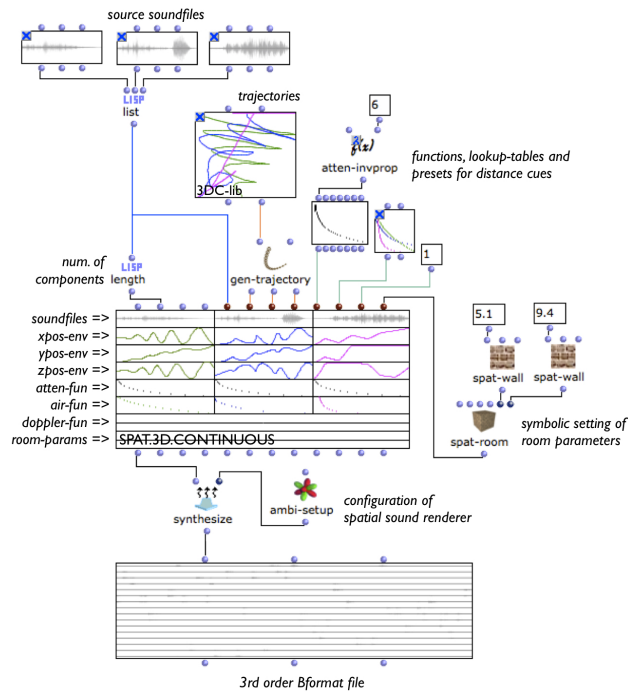 source soundfiles
LISP
list
trajectories
3DC-lib
6
f(x)
atten-invprop
functions, lookup-tables and
presets for distance cues
num. of
components
LISP
length
gen-trajectory
1
soundfiles =>
xpos-env =>
ypos-env =>
zpos-env =>
atten-fun =>
air-fun =>
doppler-fun =>
room-params =>
SPAT.3D.CONTINUOUS
5.1
9.4
spat-wall
spat-wall
spat-room
symbolic setting of
room parameters
synthesize
ambi-setup
configuration of
spatial sound renderer
3rd order Bformat file